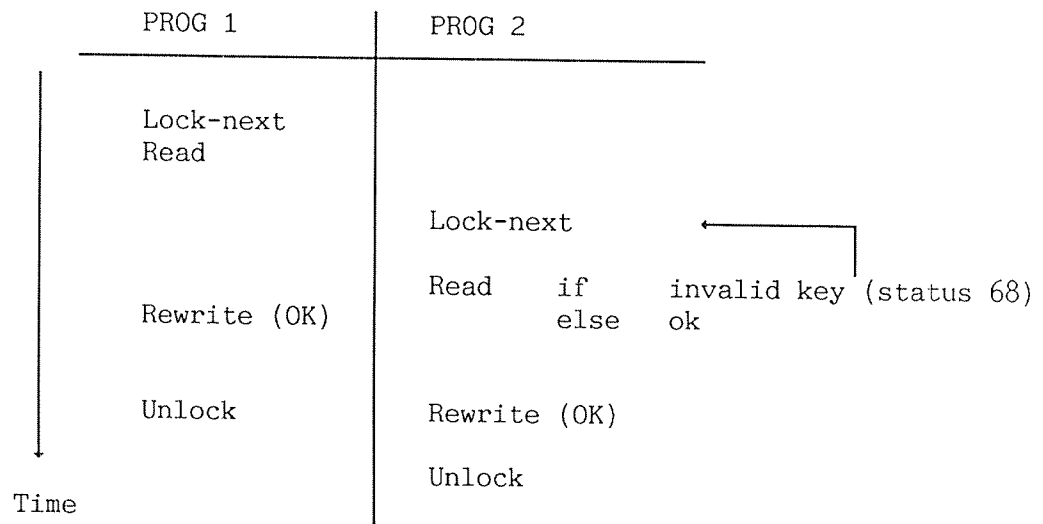 PROG 1 PROG 2
Lock-next
Read
Lock-next
Read if invalid key (status 68)
Rewrite (OK) else ok
Unlock Rewrite (OK)
Unlock
Time